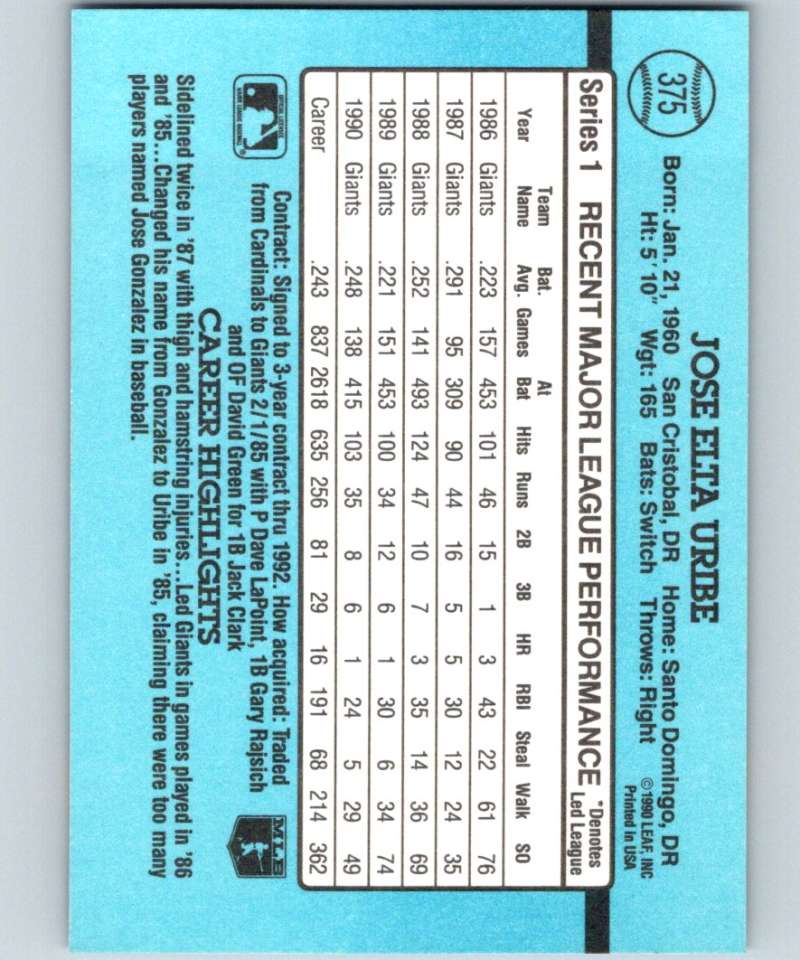 375
JOSE ELTA URIBE
Born: Jan. 21, 1960 San Cristobal, DR Home: Santo Domingo, DR
Ht: 5' 10" Wgt: 165 Bats: Switch Throws: Right
©1990 LEAF, INC
Printed in USA
Series 1 RECENT MAJOR LEAGUE PERFORMANCE *Denotes Led League
Year Team Name Bat. Avg. Games At Bat Hits Runs 2B 3B HR RBI Steal Walk SO
1986 Giants .223 157 453 101 46 15 1 3 43 22 61 76
1987 Giants .291 95 309 90 44 16 5 5 30 12 24 35
1988 Giants .252 141 493 124 47 10 7 3 35 14 36 69
1989 Giants .221 151 453 100 34 12 6 1 30 6 34 74
1990 Giants .248 138 415 103 35 8 6 1 24 5 29 49
Career .243 837 2618 635 256 81 29 16 191 68 214 362
Contract: Signed to 3-year contract thru 1992. How acquired: Traded
from Cardinals to Giants 2/1/85 with P Dave LaPoint, 1B Gary Rajsich
and OF David Green for 1B Jack Clark
MLB
CAREER HIGHLIGHTS
Sidelined twice in '87 with thigh and hamstring injuries...Led Giants in games played in '86
and '85...Changed his name from Gonzalez to Uribe in '85, claiming there were too many
players named Jose Gonzalez in baseball.